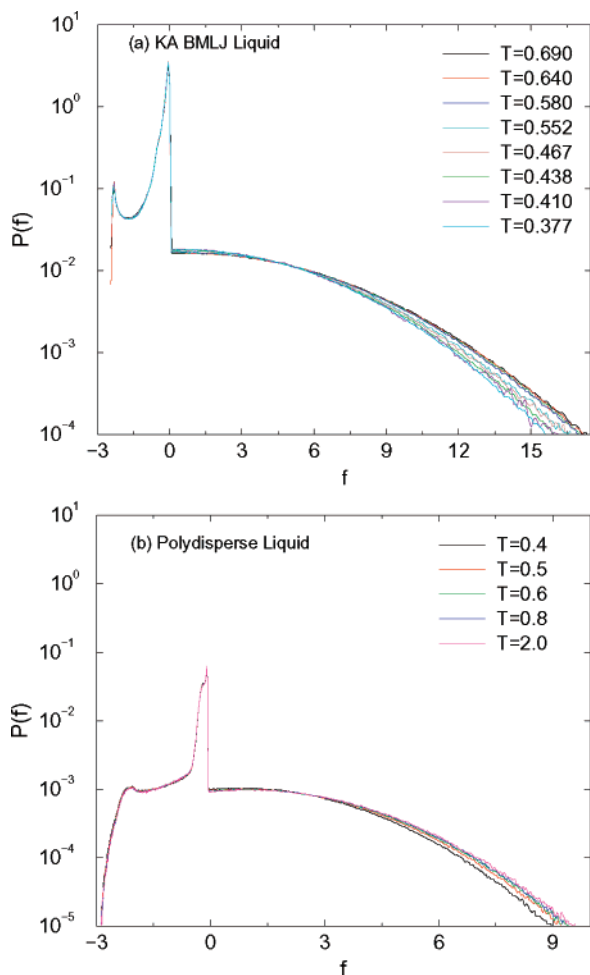 10^1
(a) KA BMLJ Liquid
T=0.690
T=0.640
T=0.580
T=0.552
T=0.467
T=0.438
T=0.410
T=0.377
10^0
10^-1
P(f)
10^-2
10^-3
10^-4
-3 0 3 6 9 12 15
f
10^1
(b) Polydisperse Liquid
T=0.4
T=0.5
T=0.6
T=0.8
T=2.0
10^0
10^-1
P(f)
10^-2
10^-3
10^-4
10^-5
-3 0 3 6 9
f